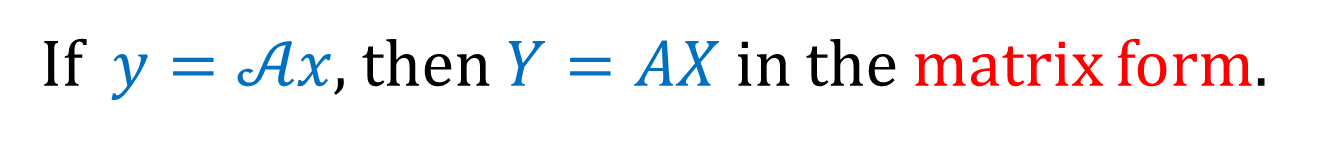 If y = 𝒜x, then Y = AX in the matrix form.